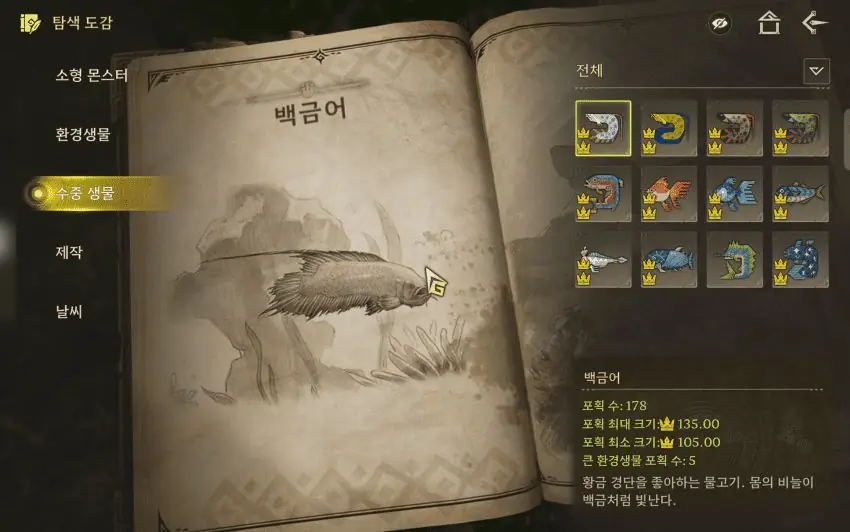 탐색 도감
소형 몬스터
환경생물
수중 생물
제작
날씨
백금어
전체
백금어
포획 수: 178
포획 최대 크기: 135.00
포획 최소 크기: 105.00
큰 환경생물 포획 수: 5
황금 경단을 좋아하는 물고기. 몸의 비늘이
백금처럼 빛난다.